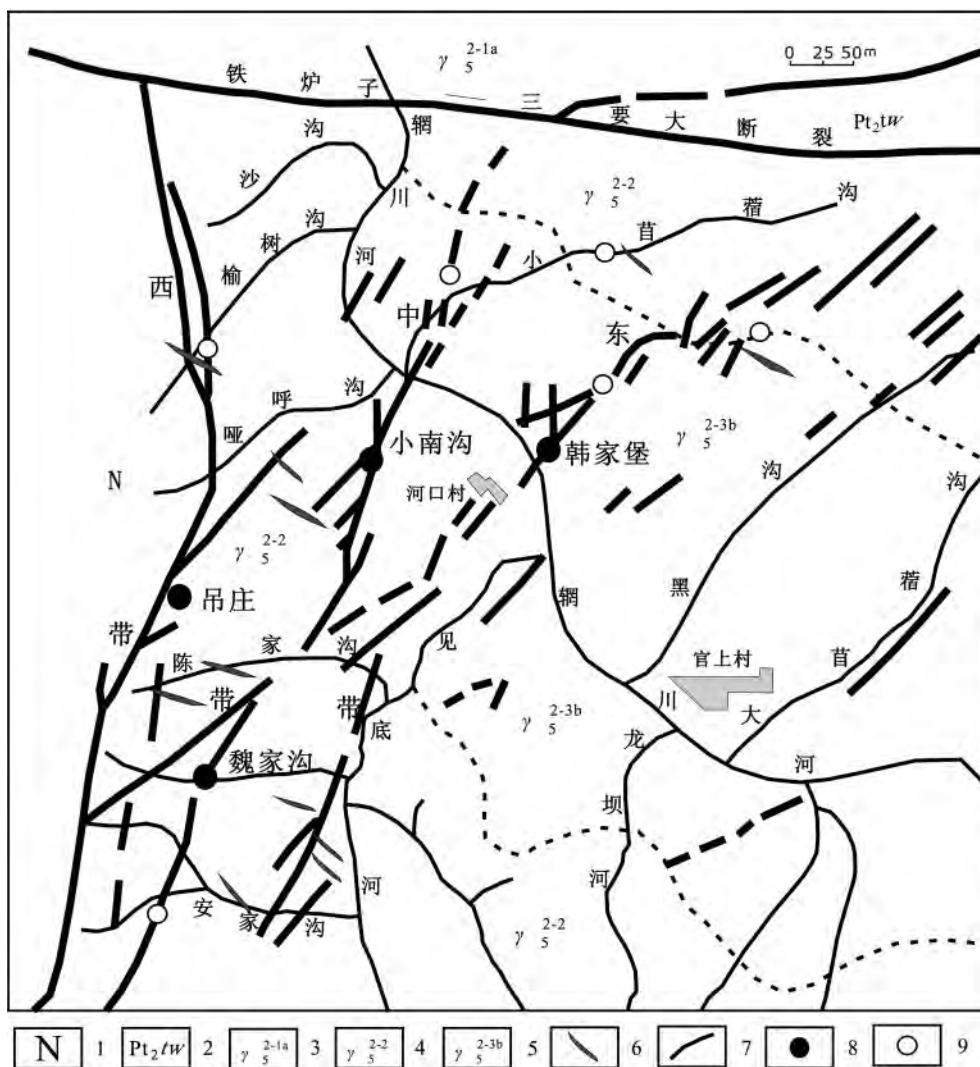 γ 2-1a 5
0 25 50m
铁炉子三要大断裂
Pt₂tw
沟
沙
辋
川
河
γ 2-2 5
小苜蓿沟
树沟
榆
西
中
东
哑呼沟
小南沟
韩家堡
γ 2-3b 5
N
河口村
γ 2-2 5
吊庄
带
陈家沟
带
带
见
底
河
辋
川
河
黑沟
大苜蓿沟
官上村
γ 2-3b 5
魏家沟
龙
坝
河
安家沟
γ 2-2 5
N 1 Pt₂tw 2 γ 2-1a 5 3 γ 2-2 5 4 γ 2-3b 5 5 6 7 8 9